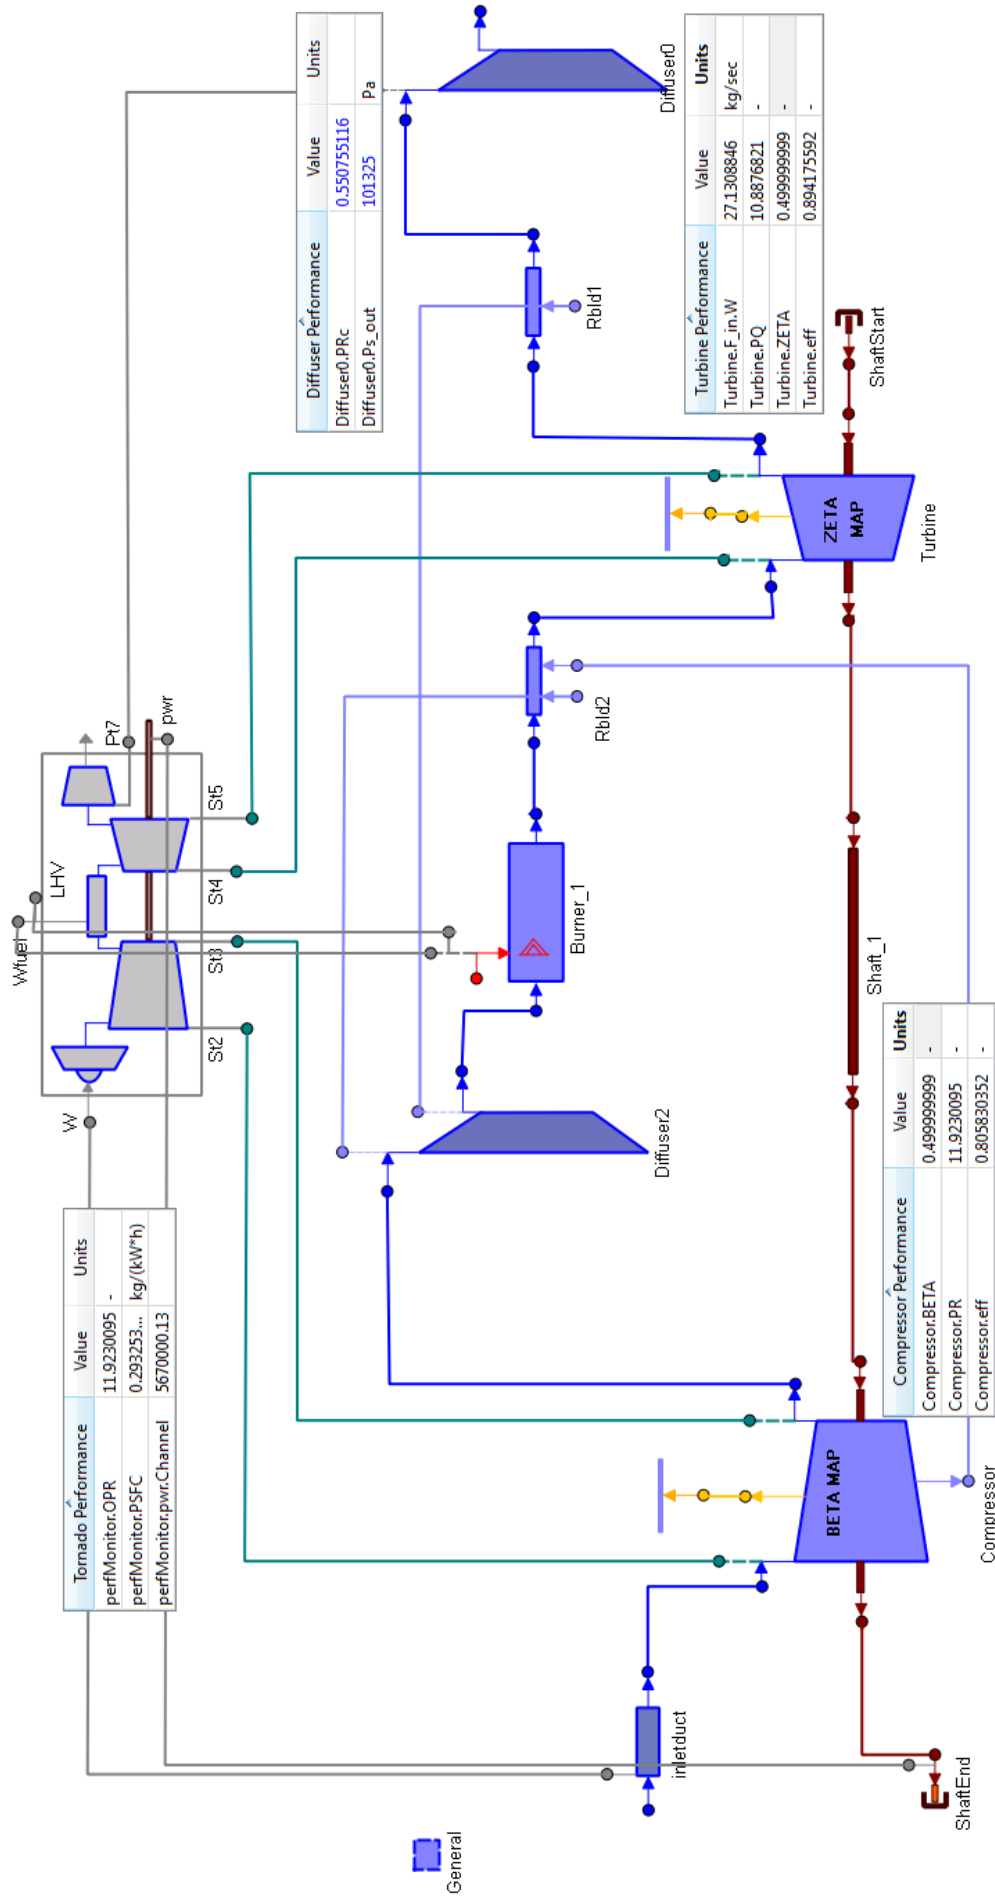 General
Tornado Performance Value Units
perfMonitor.OPR 11.9230095 -
perfMonitor.PSFC 0.293253... kg/(kW*h)
perfMonitor.pwr.Channel 5670000.13
W
Wfuel
LHV
Pt7
pwr
St2
St3
St4
St5
Diffuser Performance Value Units
Diffuser0.PRc 0.550755116
Diffuser0.Ps_out 101325 Pa
Diffuser0
Rbld1
Turbine Performance Value Units
Turbine.F_in.W 27.1308846 kg/sec
Turbine.PQ 10.8876821 -
Turbine.ZETA 0.499999999 -
Turbine.eff 0.894175592 -
Diffuser2
Burner_1
Rbld2
inletduct
BETA MAP
Compressor
ZETA
MAP
Turbine
ShaftStart
Shaft_1
ShaftEnd
Compressor Performance Value Units
Compressor.BETA 0.499999999 -
Compressor.PR 11.9230095 -
Compressor.eff 0.805830352 -